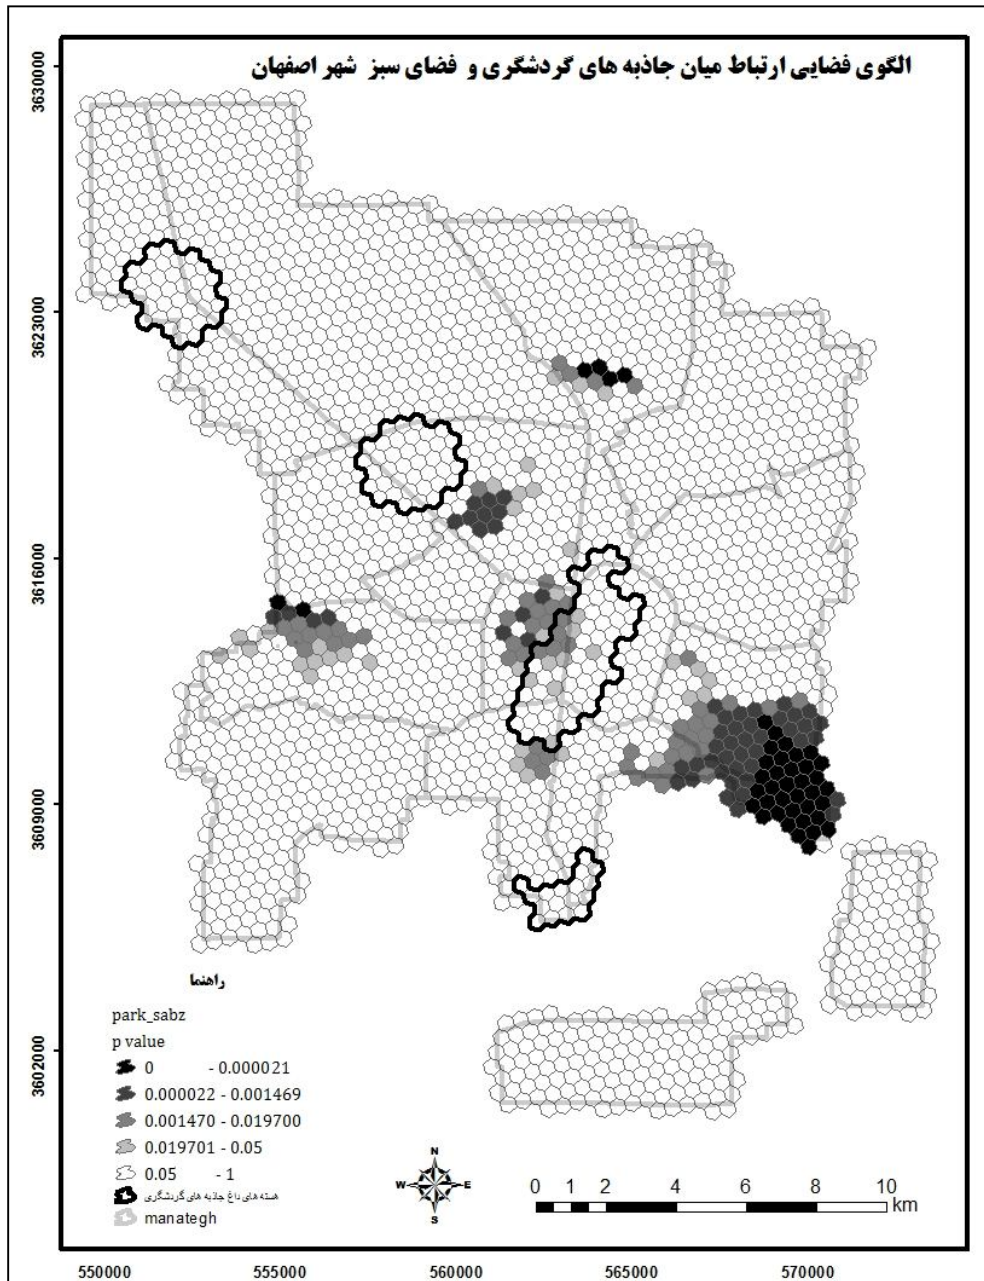 الگوی فضایی ارتباط میان جاذبه های گردشگری و فضای سبز شهر اصفهان
3630000
3623000
3616000
3609000
3602000
راهنما
park_sabz
p value
0 - 0.000021
0.000022 - 0.001469
0.001470 - 0.019700
0.019701 - 0.05
0.05 - 1
هسته های داغ جاذبه های گردشگری
manategh
N
W E
S
0 1 2 4 6 8 10
km
550000 555000 560000 565000 570000